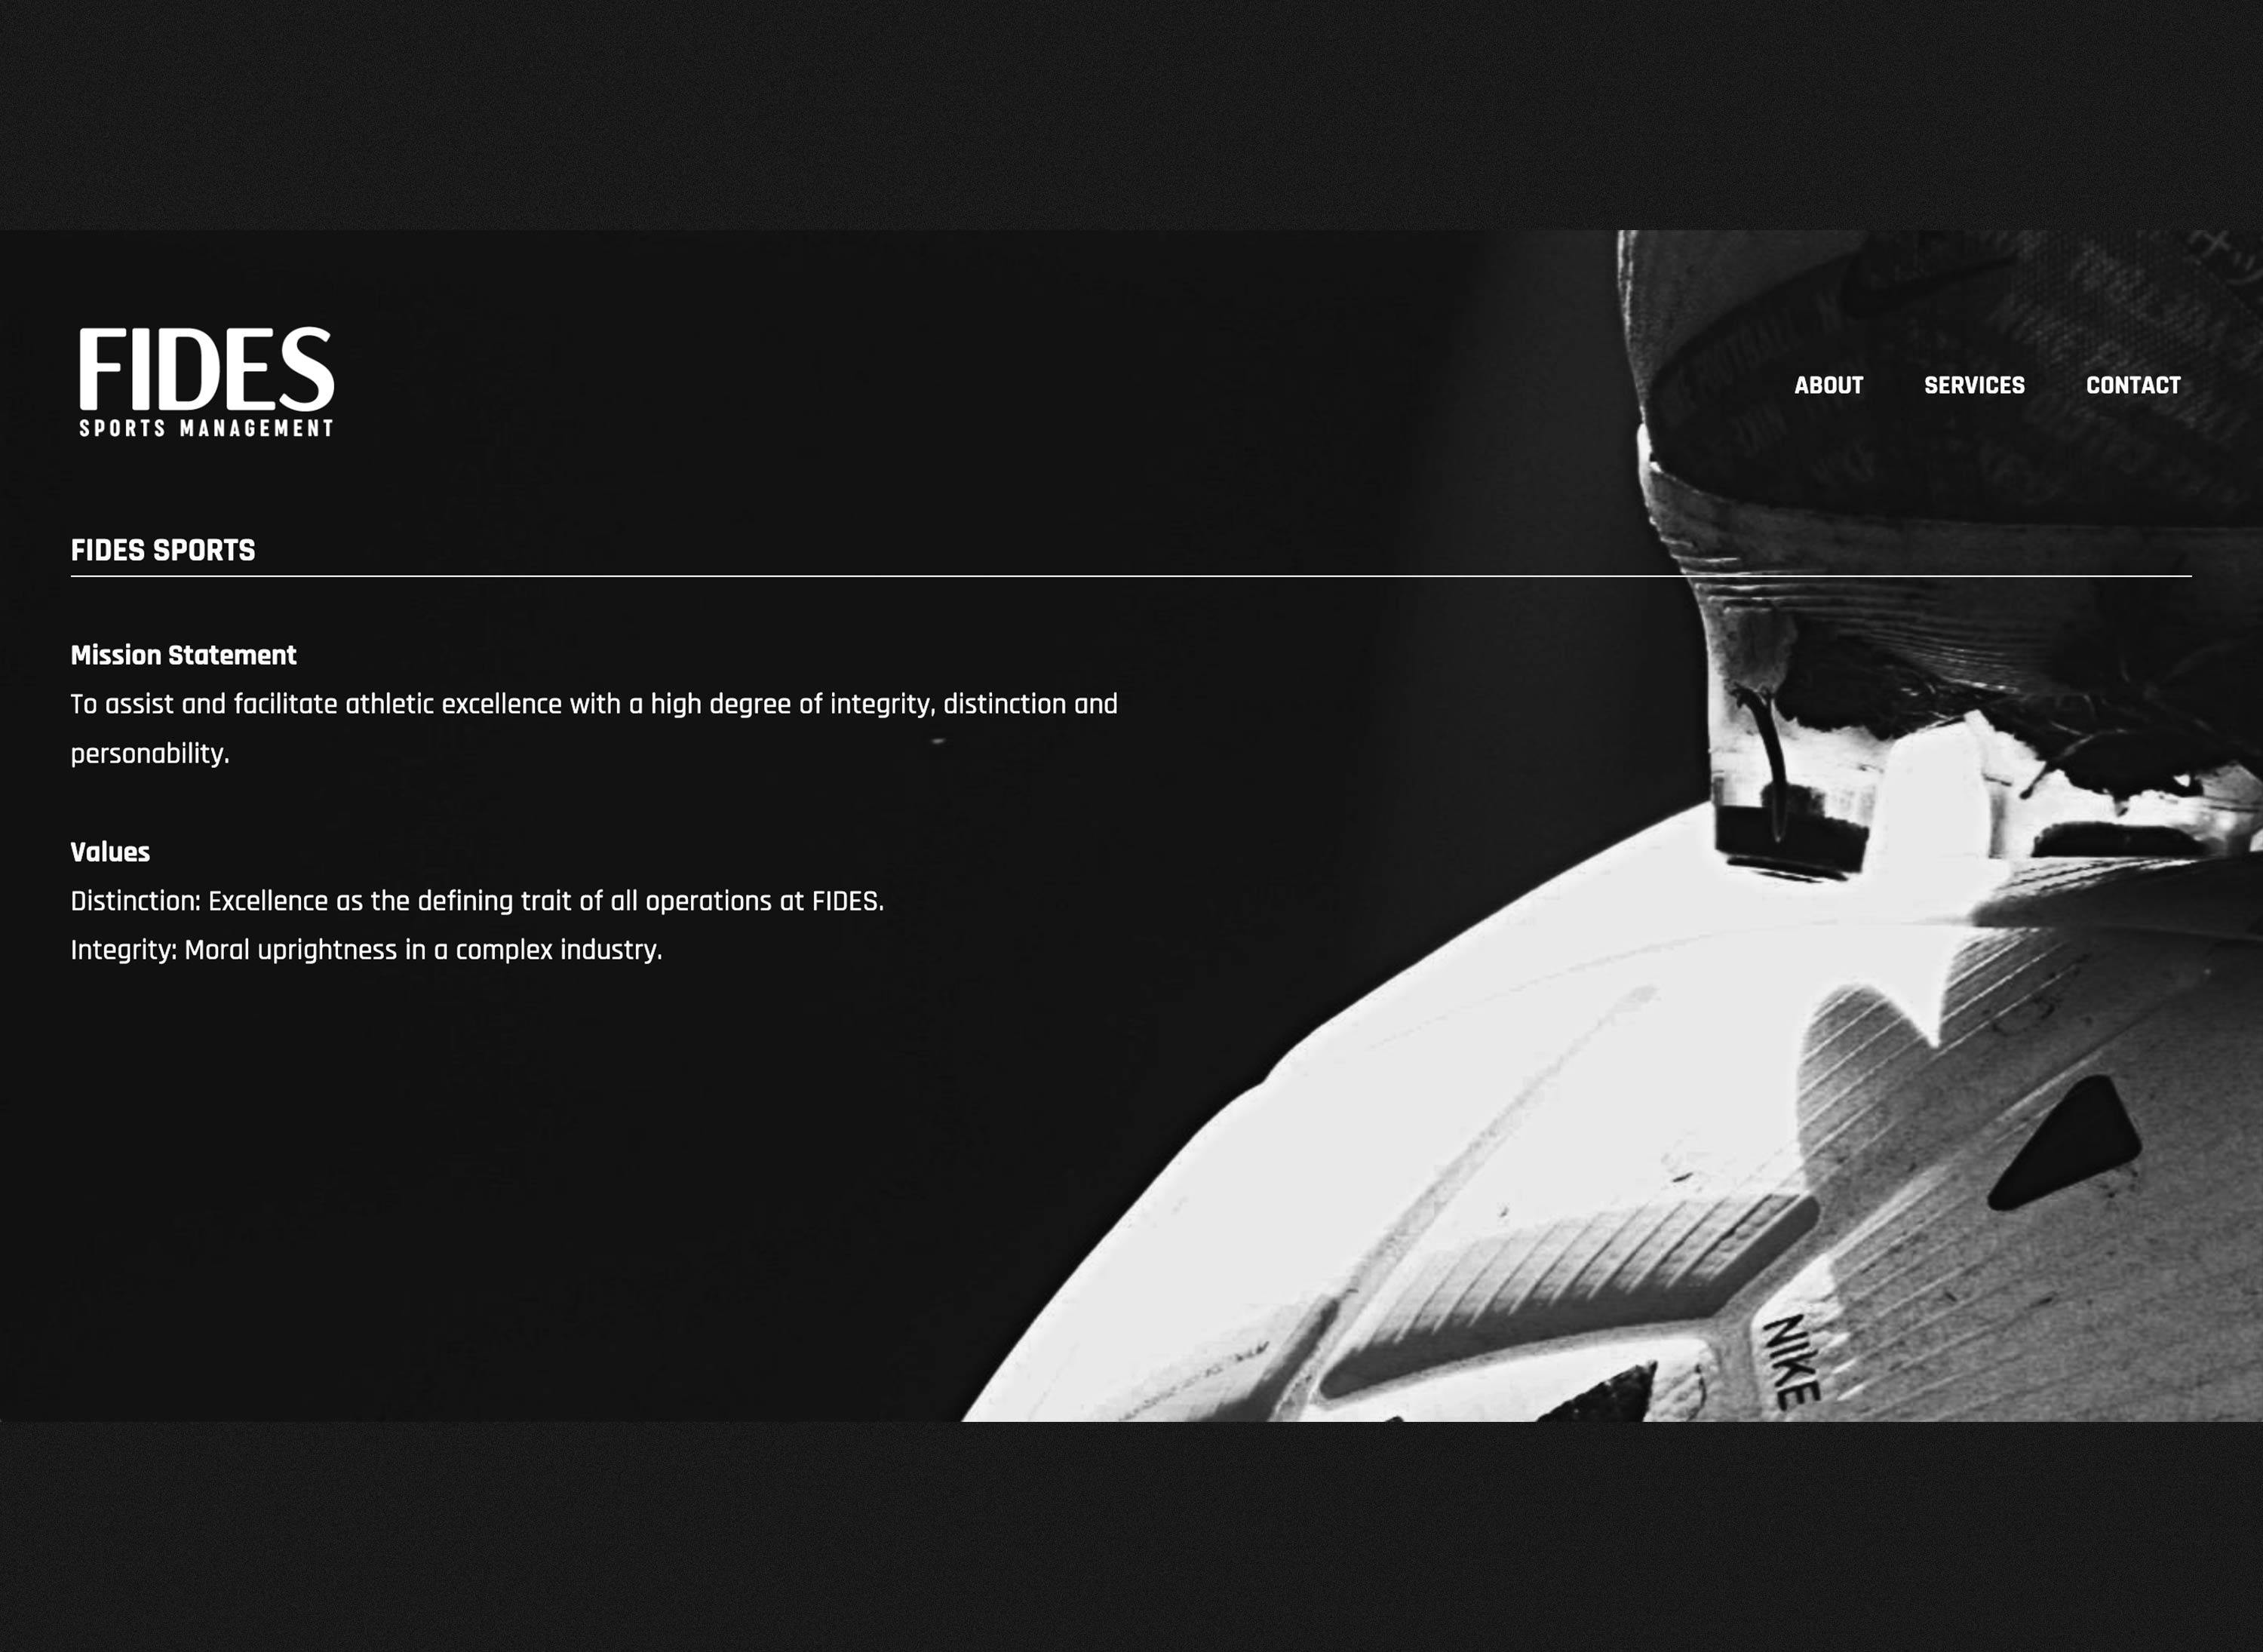 FIDES
SPORTS MANAGEMENT
ABOUT SERVICES CONTACT
FIDES SPORTS
Mission Statement
To assist and facilitate athletic excellence with a high degree of integrity, distinction and
personability.
Values
Distinction: Excellence as the defining trait of all operations at FIDES.
Integrity: Moral uprightness in a complex industry.
NIKE